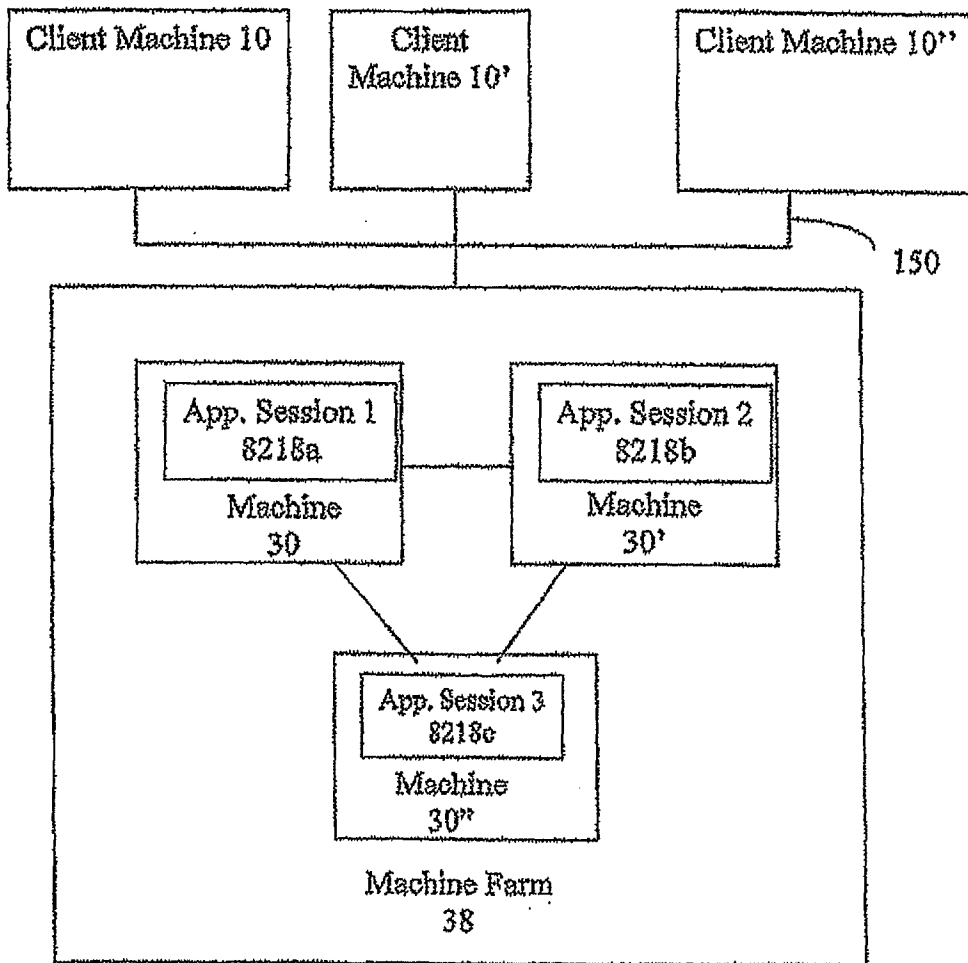 Client Machine 10
Client
Machine 10'
Client Machine 10"
150
App. Session 1
8218a
Machine
30
App. Session 2
8218b
Machine
30'
App. Session 3
8218c
Machine
30"
Machine Farm
38